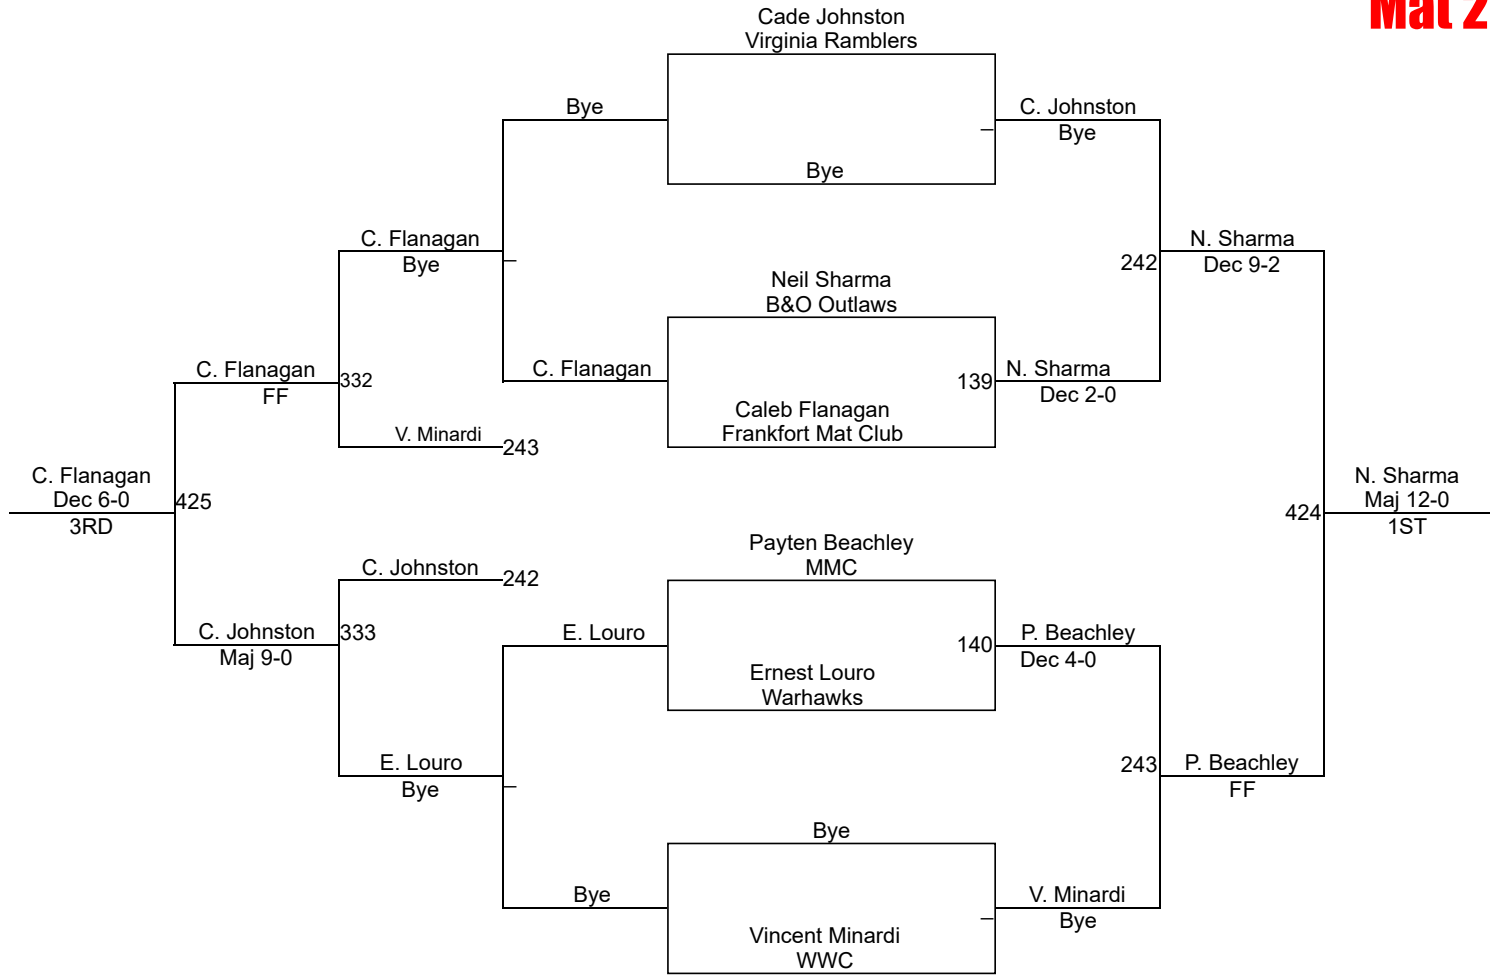 Mat 2
Cade Johnston
Virginia Ramblers
Bye
C. Johnston
Bye
Bye
C. Flanagan
Bye
N. Sharma
242
Dec 9-2
Neil Sharma
B&O Outlaws
C. Flanagan
332
FF
C. Flanagan
139
N. Sharma
Dec 2-0
Caleb Flanagan
Frankfort Mat Club
V. Minardi
243
C. Flanagan
Dec 6-0
425
3RD
N. Sharma
Maj 12-0
424
1ST
Payten Beachley
MMC
C. Johnston
242
C. Johnston
333
Maj 9-0
E. Louro
140
P. Beachley
Dec 4-0
Ernest Louro
Warhawks
E. Louro
Bye
243
P. Beachley
FF
Bye
Bye
V. Minardi
Bye
Vincent Minardi
WWC